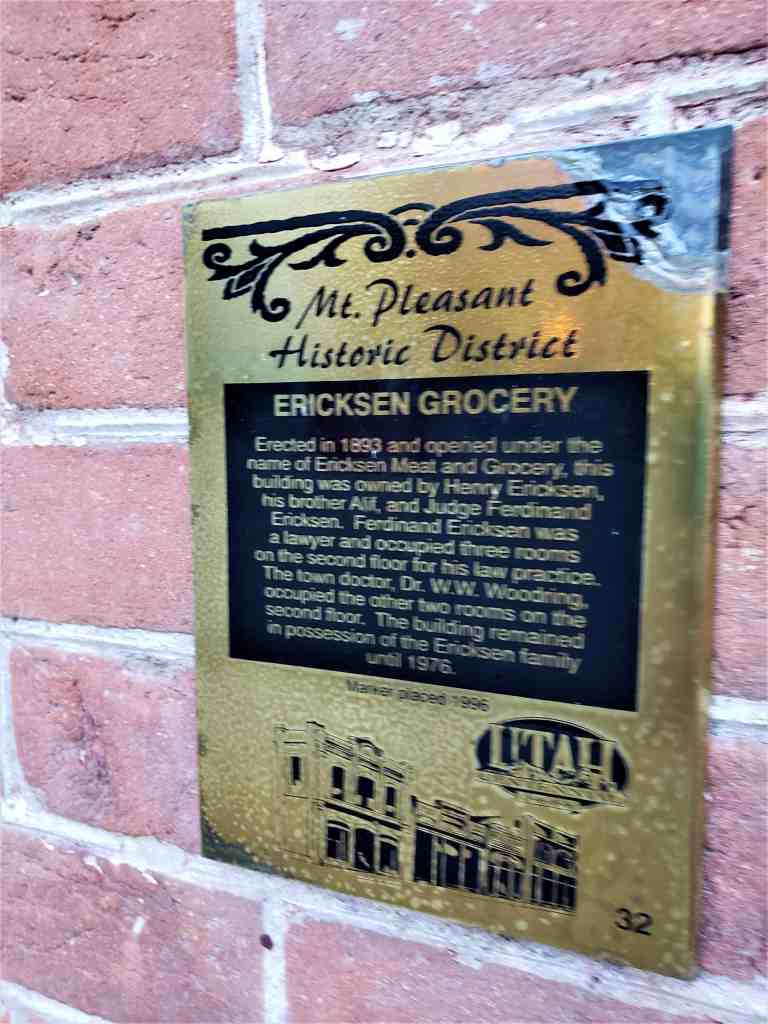 Mt. Pleasant
Historic District
ERICKSEN GROCERY
Erected in 1893 and opened under the
name of Ericksen Meat and Grocery, this
building was owned by Henry Ericksen,
his brother Alif, and Judge Ferdinand
Ericksen. Ferdinand Ericksen was
a lawyer and occupied three rooms
on the second floor for his law practice.
The town doctor, Dr. W.W. Woodring,
occupied the other two rooms on the
second floor. The building remained
in possession of the Ericksen family
until 1976.
Marker placed 1996
UTAH
32